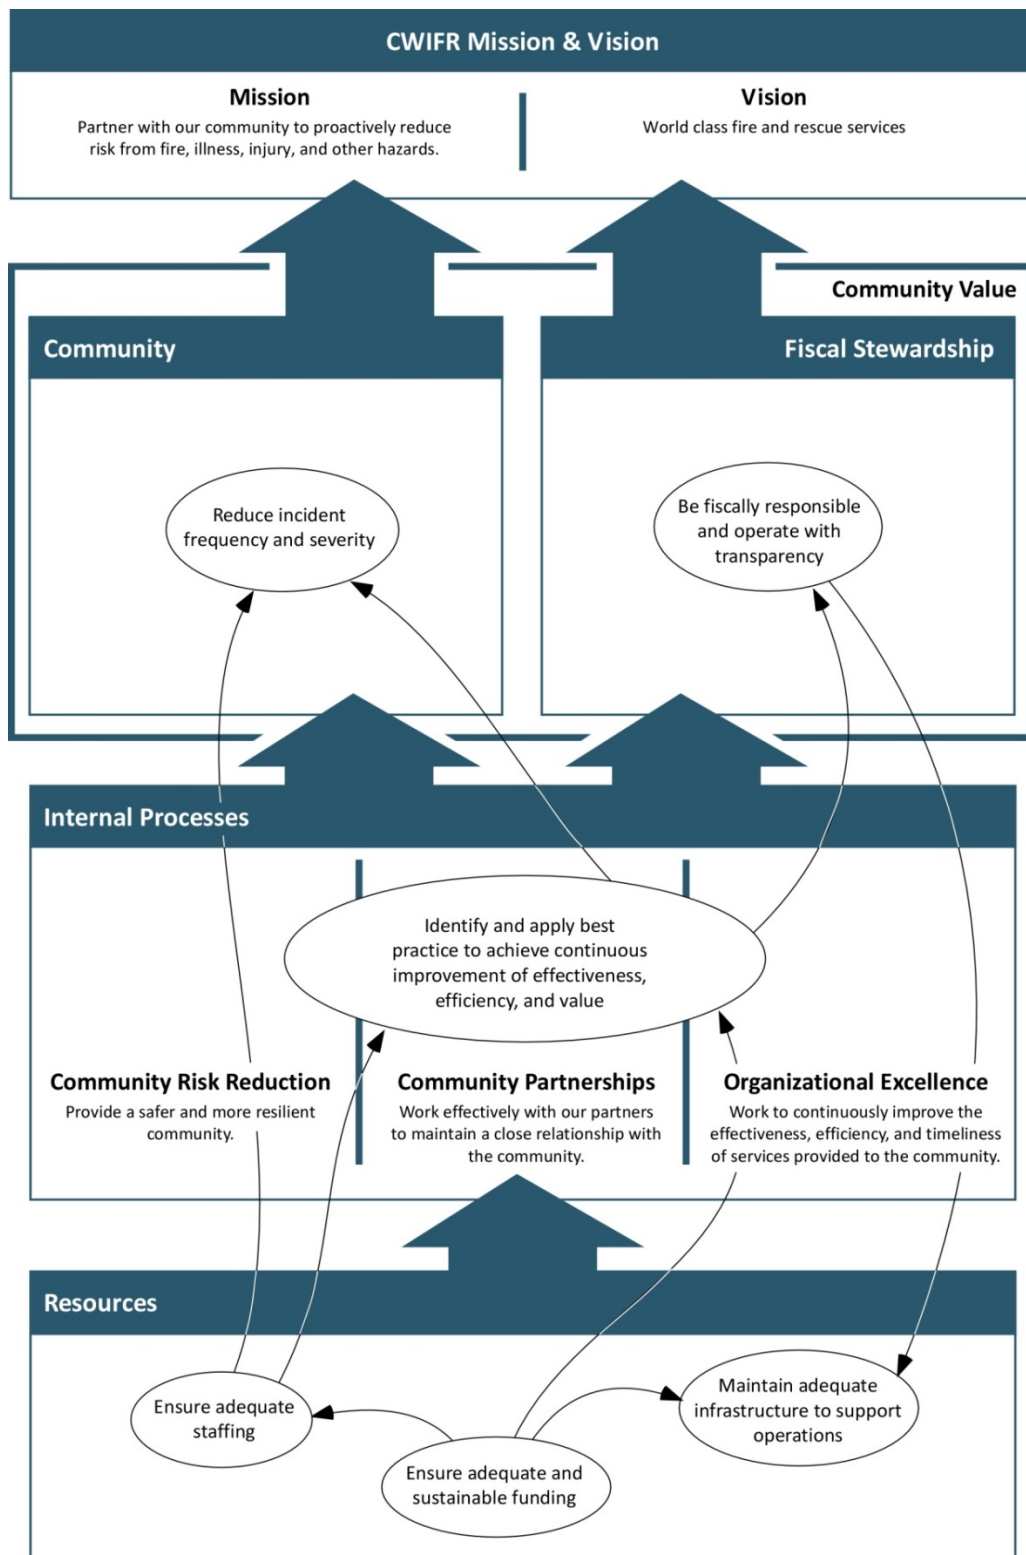 CWIFR Mission & Vision
Mission
Partner with our community to proactively reduce
risk from fire, illness, injury, and other hazards.
Vision
World class fire and rescue services
Community Value
Community
Fiscal Stewardship
Reduce incident
frequency and severity
Be fiscally responsible
and operate with
transparency
Internal Processes
Identify and apply best
practice to achieve continuous
improvement of effectiveness,
efficiency, and value
Community Risk Reduction
Provide a safer and more resilient
community.
Community Partnerships
Work effectively with our partners
to maintain a close relationship with
the community.
Organizational Excellence
Work to continuously improve the
effectiveness, efficiency, and timeliness
of services provided to the community.
Resources
Ensure adequate
staffing
Ensure adequate and
sustainable funding
Maintain adequate
infrastructure to support
operations